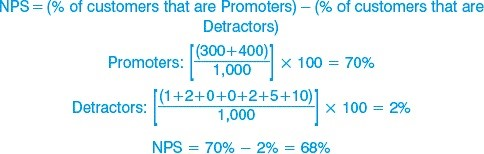 NPS = (% of customers that are Promoters) – (% of customers that are
Detractors)
Promoters: [(300+400)/1,000] × 100 = 70%
Detractors: [(1+2+0+0+2+5+10)/1,000] × 100 = 2%
NPS = 70% – 2% = 68%